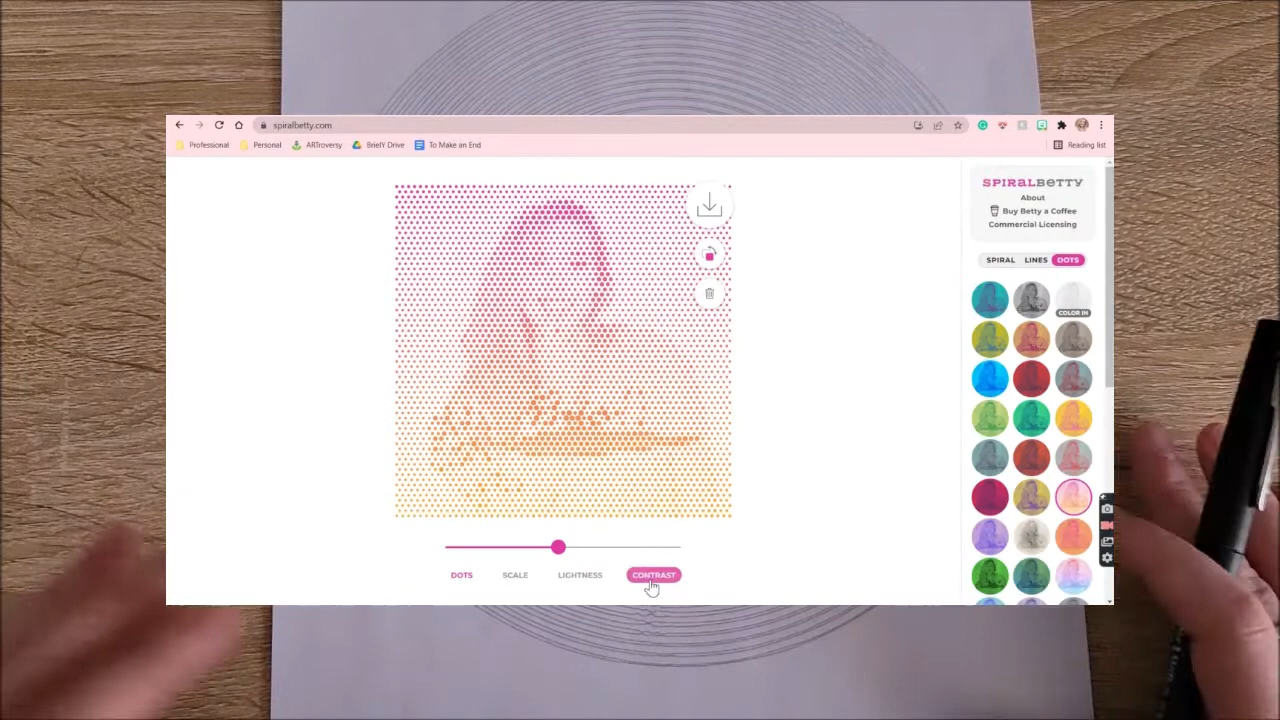 spiralbetty.com
Professional Personal ARTroversy BrielY Drive To Make an End Reading list
SPIRALBETTY
About
Buy Betty a Coffee
Commercial Licensing
SPIRAL LINES DOTS
COLOR IN
DOTS SCALE LIGHTNESS CONTRAST